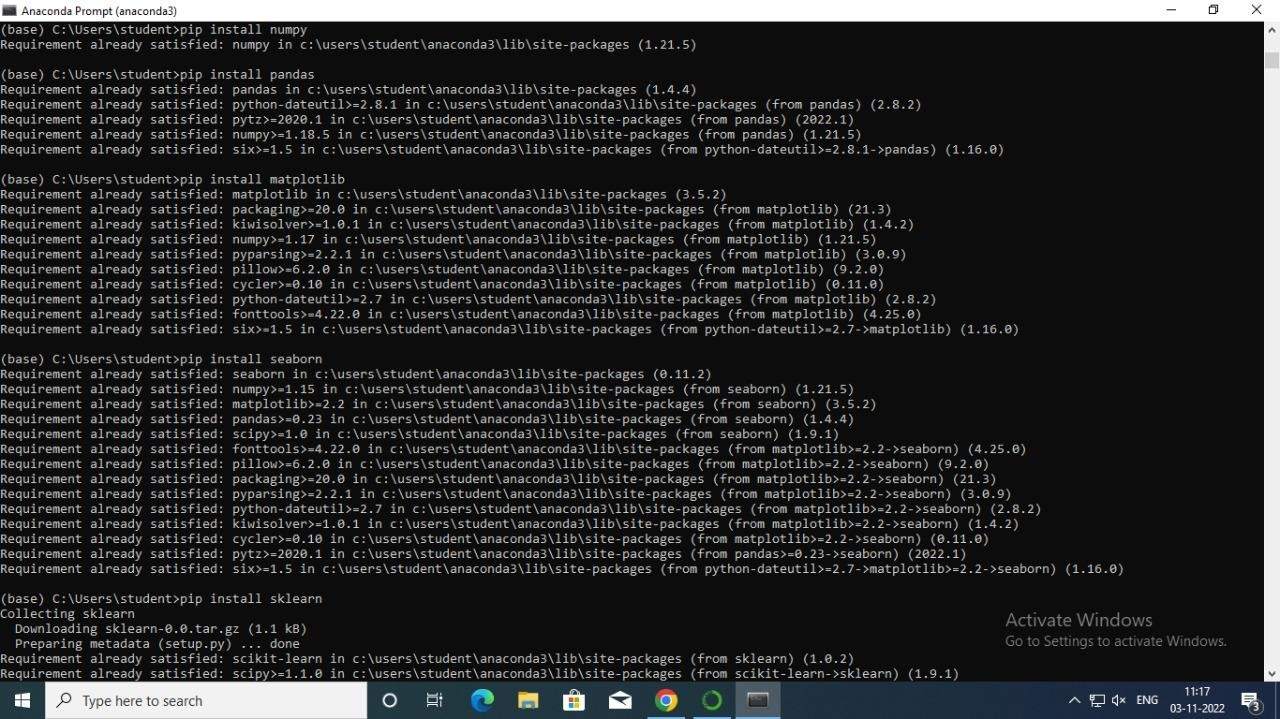 Anaconda Prompt (anaconda3)
(base) C:\Users\student>pip install numpy
Requirement already satisfied: numpy in c:\users\student\anaconda3\lib\site-packages (1.21.5)
(base) C:\Users\student>pip install pandas
Requirement already satisfied: pandas in c:\users\student\anaconda3\lib\site-packages (1.4.4)
Requirement already satisfied: python-dateutil>=2.8.1 in c:\users\student\anaconda3\lib\site-packages (from pandas) (2.8.2)
Requirement already satisfied: pytz>=2020.1 in c:\users\student\anaconda3\lib\site-packages (from pandas) (2022.1)
Requirement already satisfied: numpy>=1.18.5 in c:\users\student\anaconda3\lib\site-packages (from pandas) (1.21.5)
Requirement already satisfied: six>=1.5 in c:\users\student\anaconda3\lib\site-packages (from python-dateutil>=2.8.1->pandas) (1.16.0)
(base) C:\Users\student>pip install matplotlib
Requirement already satisfied: matplotlib in c:\users\student\anaconda3\lib\site-packages (3.5.2)
Requirement already satisfied: packaging>=20.0 in c:\users\student\anaconda3\lib\site-packages (from matplotlib) (21.3)
Requirement already satisfied: kiwisolver>=1.0.1 in c:\users\student\anaconda3\lib\site-packages (from matplotlib) (1.4.2)
Requirement already satisfied: numpy>=1.17 in c:\users\student\anaconda3\lib\site-packages (from matplotlib) (1.21.5)
Requirement already satisfied: pyparsing>=2.2.1 in c:\users\student\anaconda3\lib\site-packages (from matplotlib) (3.0.9)
Requirement already satisfied: pillow>=6.2.0 in c:\users\student\anaconda3\lib\site-packages (from matplotlib) (9.2.0)
Requirement already satisfied: cycler>=0.10 in c:\users\student\anaconda3\lib\site-packages (from matplotlib) (0.11.0)
Requirement already satisfied: python-dateutil>=2.7 in c:\users\student\anaconda3\lib\site-packages (from matplotlib) (2.8.2)
Requirement already satisfied: fonttools>=4.22.0 in c:\users\student\anaconda3\lib\site-packages (from matplotlib) (4.25.0)
Requirement already satisfied: six>=1.5 in c:\users\student\anaconda3\lib\site-packages (from python-dateutil>=2.7->matplotlib) (1.16.0)
(base) C:\Users\student>pip install seaborn
Requirement already satisfied: seaborn in c:\users\student\anaconda3\lib\site-packages (0.11.2)
Requirement already satisfied: numpy>=1.15 in c:\users\student\anaconda3\lib\site-packages (from seaborn) (1.21.5)
Requirement already satisfied: matplotlib>=2.2 in c:\users\student\anaconda3\lib\site-packages (from seaborn) (3.5.2)
Requirement already satisfied: pandas>=0.23 in c:\users\student\anaconda3\lib\site-packages (from seaborn) (1.4.4)
Requirement already satisfied: scipy>=1.0 in c:\users\student\anaconda3\lib\site-packages (from seaborn) (1.9.1)
Requirement already satisfied: fonttools>=4.22.0 in c:\users\student\anaconda3\lib\site-packages (from matplotlib>=2.2->seaborn) (4.25.0)
Requirement already satisfied: pillow>=6.2.0 in c:\users\student\anaconda3\lib\site-packages (from matplotlib>=2.2->seaborn) (9.2.0)
Requirement already satisfied: packaging>=20.0 in c:\users\student\anaconda3\lib\site-packages (from matplotlib>=2.2->seaborn) (21.3)
Requirement already satisfied: pyparsing>=2.2.1 in c:\users\student\anaconda3\lib\site-packages (from matplotlib>=2.2->seaborn) (3.0.9)
Requirement already satisfied: python-dateutil>=2.7 in c:\users\student\anaconda3\lib\site-packages (from matplotlib>=2.2->seaborn) (2.8.2)
Requirement already satisfied: kiwisolver>=1.0.1 in c:\users\student\anaconda3\lib\site-packages (from matplotlib>=2.2->seaborn) (1.4.2)
Requirement already satisfied: cycler>=0.10 in c:\users\student\anaconda3\lib\site-packages (from matplotlib>=2.2->seaborn) (0.11.0)
Requirement already satisfied: pytz>=2020.1 in c:\users\student\anaconda3\lib\site-packages (from pandas>=0.23->seaborn) (2022.1)
Requirement already satisfied: six>=1.5 in c:\users\student\anaconda3\lib\site-packages (from python-dateutil>=2.7->matplotlib>=2.2->seaborn) (1.16.0)
(base) C:\Users\student>pip install sklearn
Collecting sklearn
Downloading sklearn-0.0.tar.gz (1.1 kB)
Preparing metadata (setup.py) ... done
Requirement already satisfied: scikit-learn in c:\users\student\anaconda3\lib\site-packages (from sklearn) (1.0.2)
Requirement already satisfied: scipy>=1.1.0 in c:\users\student\anaconda3\lib\site-packages (from scikit-learn->sklearn) (1.9.1)
Activate Windows
Go to Settings to activate Windows.
Type here to search
ENG
11:17
03-11-2022
3